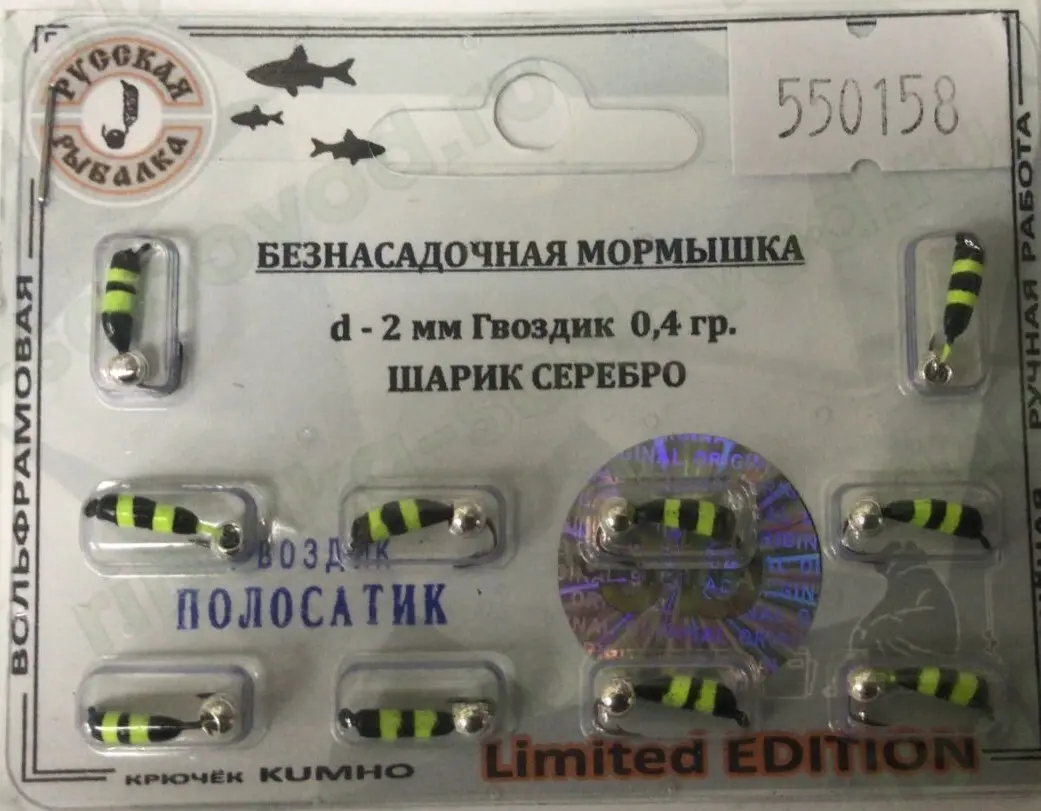 РУССКАЯ
РЫБАЛКА
550158
БЕЗНАСАДОЧНАЯ МОРМЫШКА
d - 2 мм Гвоздик 0,4 гр.
ШАРИК СЕРЕБРО
ВОЛЬФРАМОВАЯ
РУЧНАЯ РАБОТА
ГВОЗДИК
ПОЛОСАТИК
КРЮЧЁК KUMHO
Limited EDITION